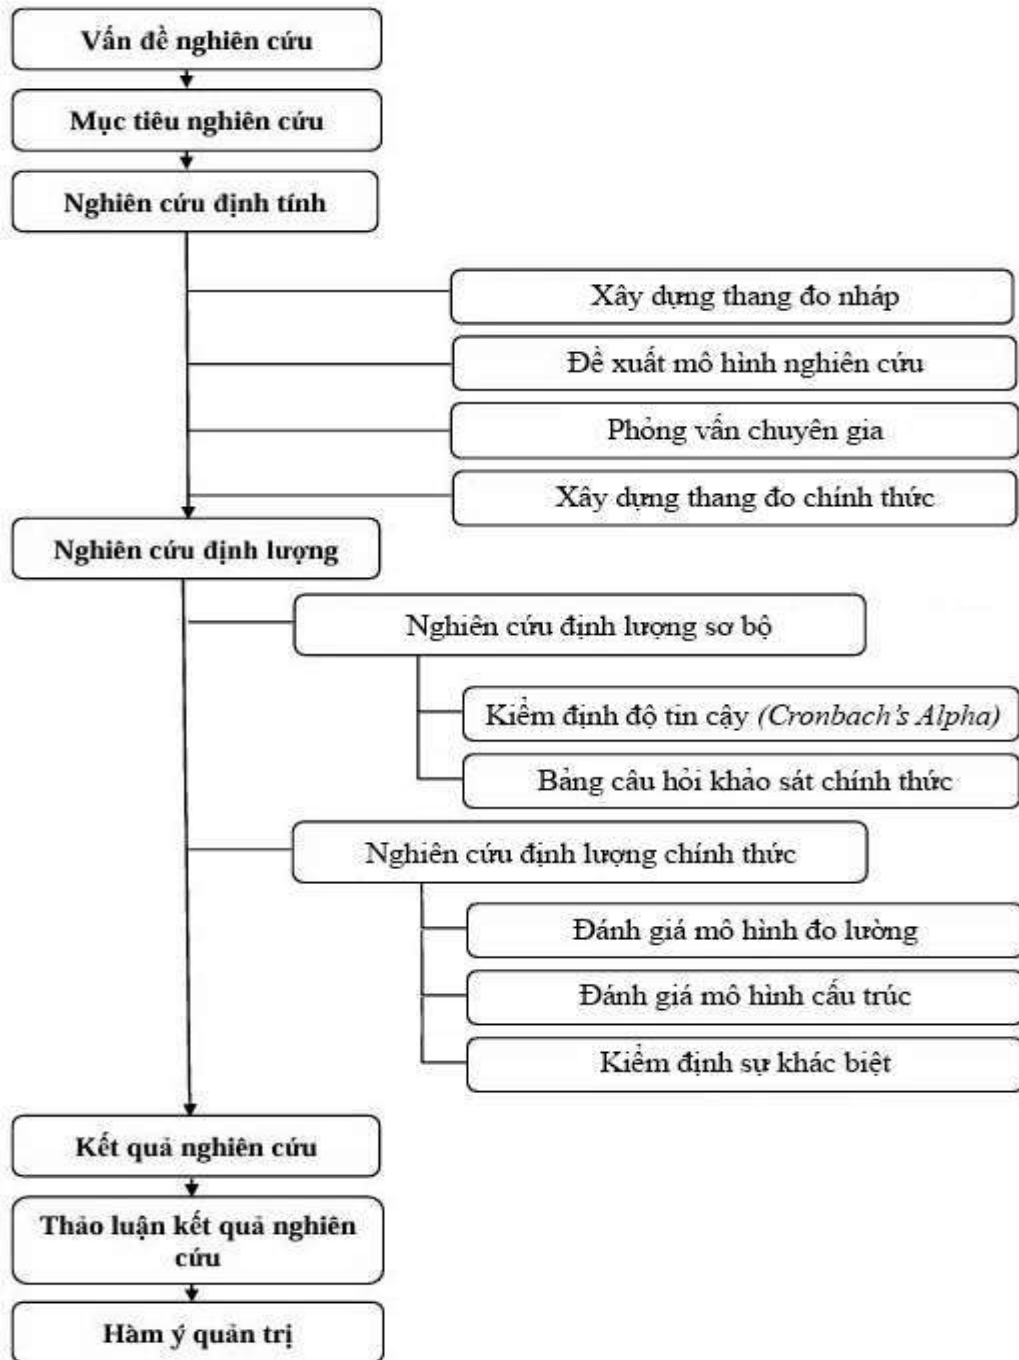 Vấn đề nghiên cứu
Mục tiêu nghiên cứu
Nghiên cứu định tính
Xây dựng thang đo nháp
Đề xuất mô hình nghiên cứu
Phỏng vấn chuyên gia
Xây dựng thang đo chính thức
Nghiên cứu định lượng
Nghiên cứu định lượng sơ bộ
Kiểm định độ tin cậy (Cronbach's Alpha)
Bảng câu hỏi khảo sát chính thức
Nghiên cứu định lượng chính thức
Đánh giá mô hình đo lường
Đánh giá mô hình cấu trúc
Kiểm định sự khác biệt
Kết quả nghiên cứu
Thảo luận kết quả nghiên
cứu
Hàm ý quản trị